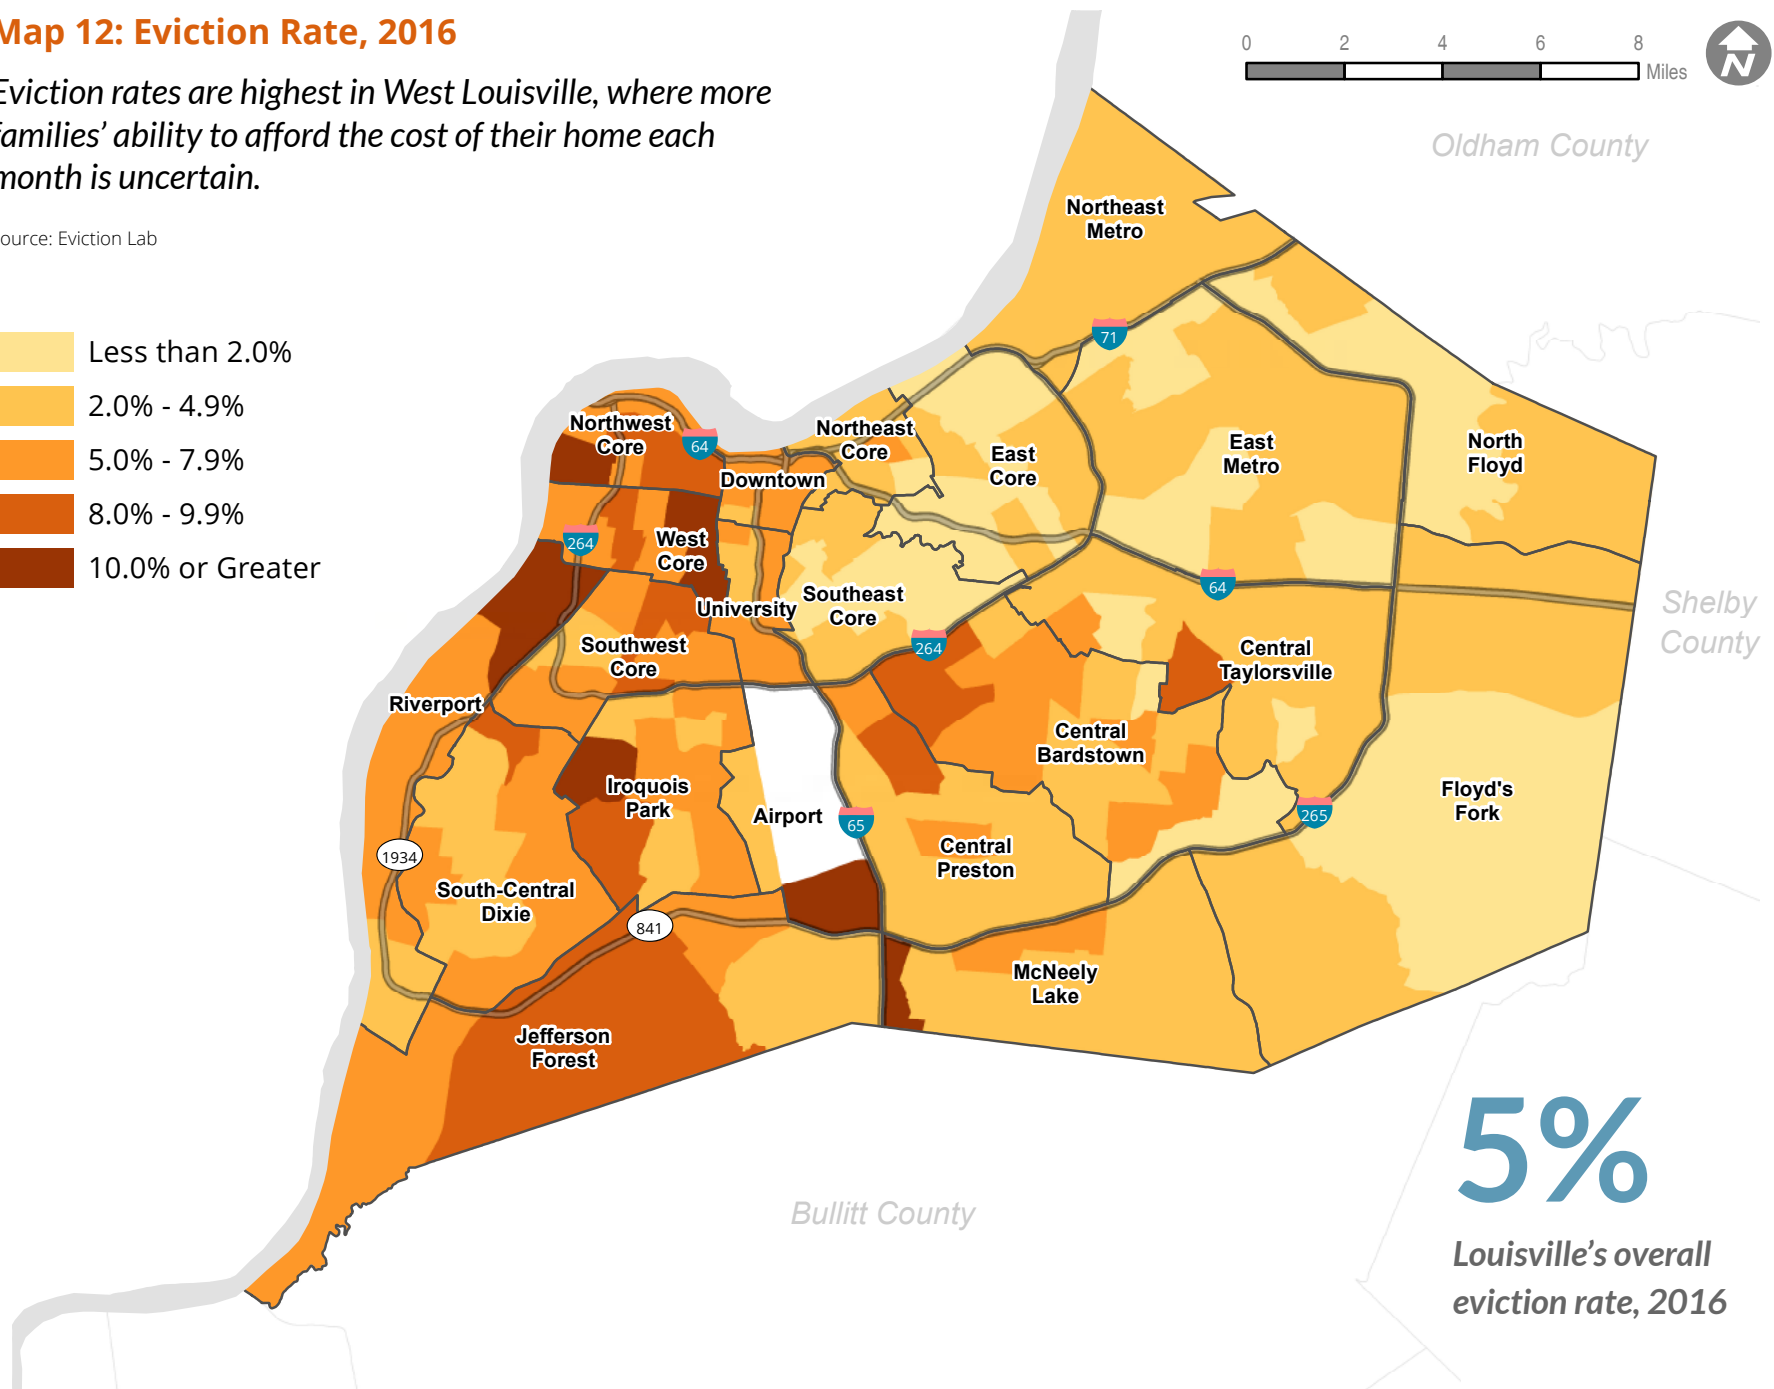 Map 12: Eviction Rate, 2016
Eviction rates are highest in West Louisville, where more
families' ability to afford the cost of their home each
month is uncertain.
ource: Eviction Lab
0 2 4 6 8
Miles
N
Oldham County
Northeast
Metro
Less than 2.0%
2.0% - 4.9%
5.0% - 7.9%
8.0% - 9.9%
10.0% or Greater
71
Northwest
Core
64
Northeast
Core
Downtown
East
Core
East
Metro
North
Floyd
264
West
Core
64
University
Southeast
Core
Shelby
County
Southwest
Core
264
Central
Taylorsville
Riverport
Central
Bardstown
Iroquois
Park
Airport
65
265
Floyd's
Fork
1934
Central
Preston
South-Central
Dixie
841
McNeely
Lake
Jefferson
Forest
Bullitt County
5%
Louisville's overall
eviction rate, 2016